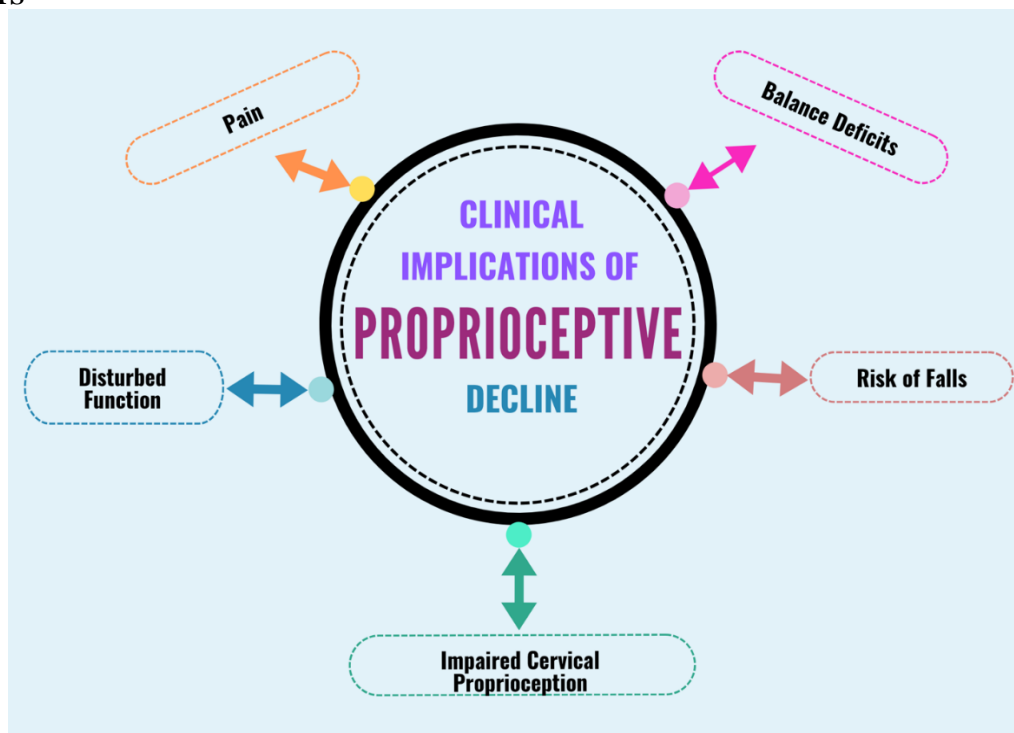 Pain
Balance Deficits
CLINICAL
IMPLICATIONS OF
PROPRIOCEPTIVE
DECLINE
Disturbed
Function
Risk of Falls
Impaired Cervical
Proprioception